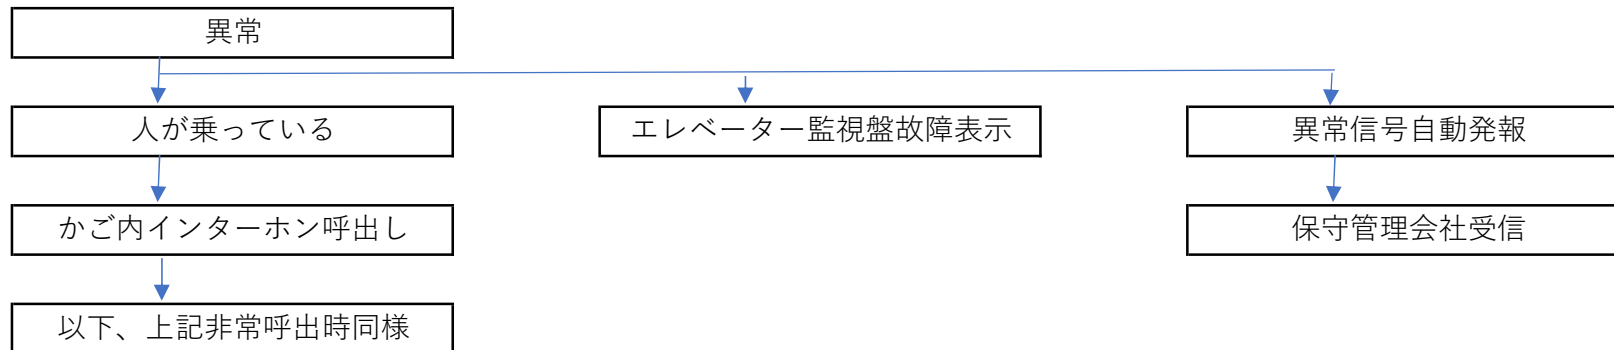 異常
人が乗っている
エレベーター監視盤故障表示
異常信号自動発報
かご内インターホン呼出し
保守管理会社受信
以下、上記非常呼出時同様